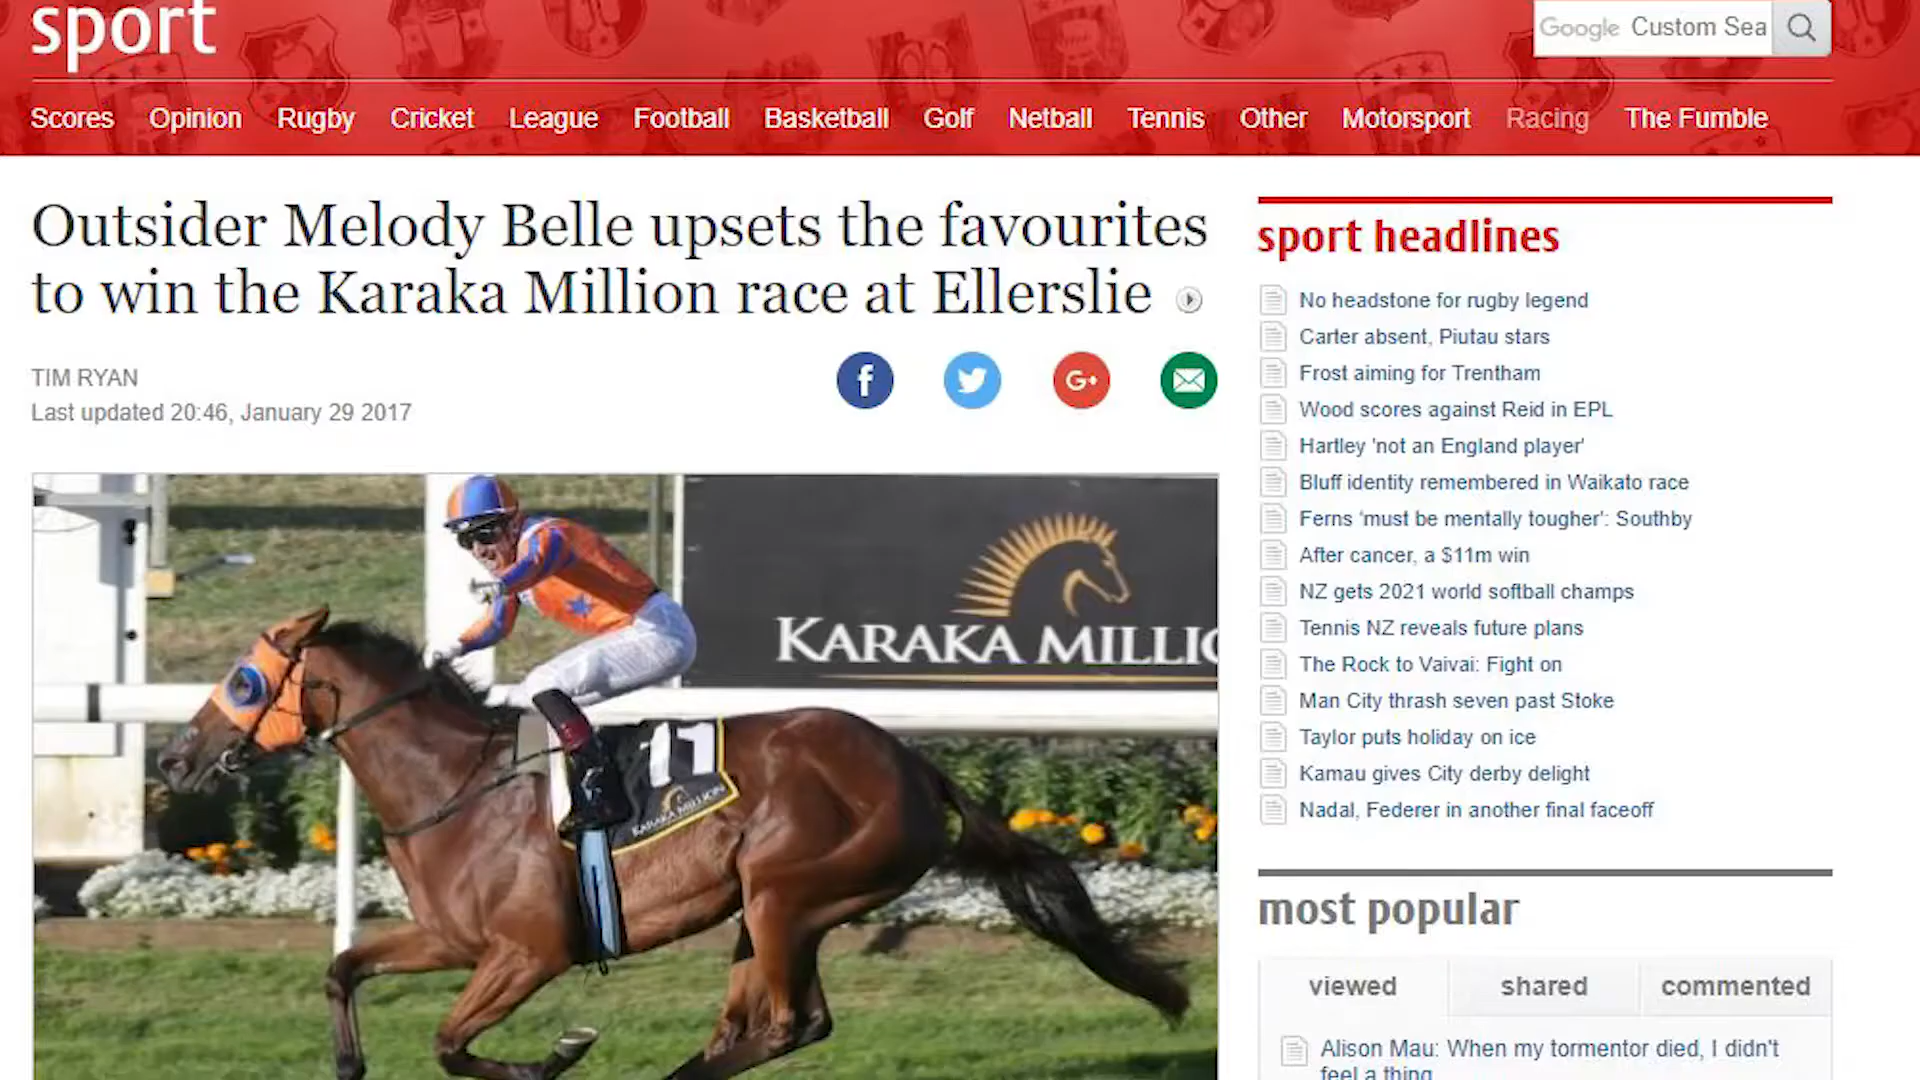 sport
Google Custom Sea
Scores Opinion Rugby Cricket League Football Basketball Golf Netball Tennis Other Motorsport Racing The Fumble
Outsider Melody Belle upsets the favourites
to win the Karaka Million race at Ellerslie
TIM RYAN
Last updated 20:46, January 29 2017
f
G+
KARAKA MILLIO
11
KARAKA MILLION
sport headlines
No headstone for rugby legend
Carter absent, Piutau stars
Frost aiming for Trentham
Wood scores against Reid in EPL
Hartley 'not an England player'
Bluff identity remembered in Waikato race
Ferns 'must be mentally tougher': Southby
After cancer, a $11m win
NZ gets 2021 world softball champs
Tennis NZ reveals future plans
The Rock to Vaivai: Fight on
Man City thrash seven past Stoke
Taylor puts holiday on ice
Kamau gives City derby delight
Nadal, Federer in another final faceoff
most popular
viewed shared commented
Alison Mau: When my tormentor died, I didn't
feel a thing